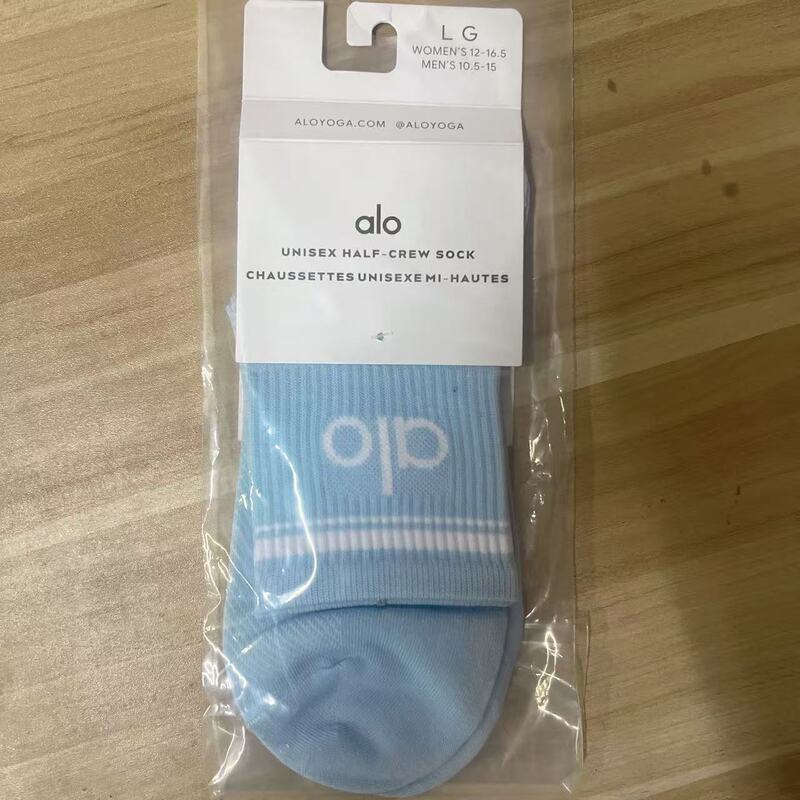 L G
WOMEN'S 12-16.5
MEN'S 10.5-15
ALOYOGA.COM @ALOYOGA
alo
UNISEX HALF-CREW SOCK
CHAUSSETTES UNISEXE MI-HAUTES
alo